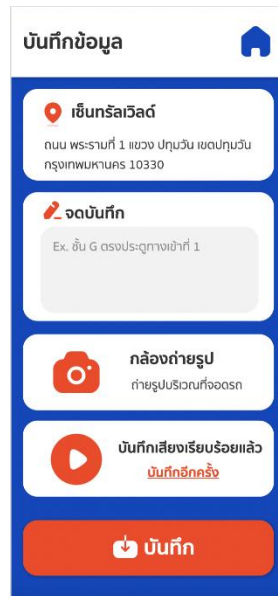 บันทึกข้อมูล
เซ็นทรัลเวิลด์
ถนน พระรามที่ 1 แขวง ปทุมวัน เขตปทุมวัน
กรุงเทพมหานคร 10330
จดบันทึก
Ex. ชั้น G ตรงประตูทางเข้าที่ 1
กล้องถ่ายรูป
ถ่ายรูปบริเวณที่จอดรถ
บันทึกเสียงเรียบร้อยแล้ว
บันทึกอีกครั้ง
บันทึก